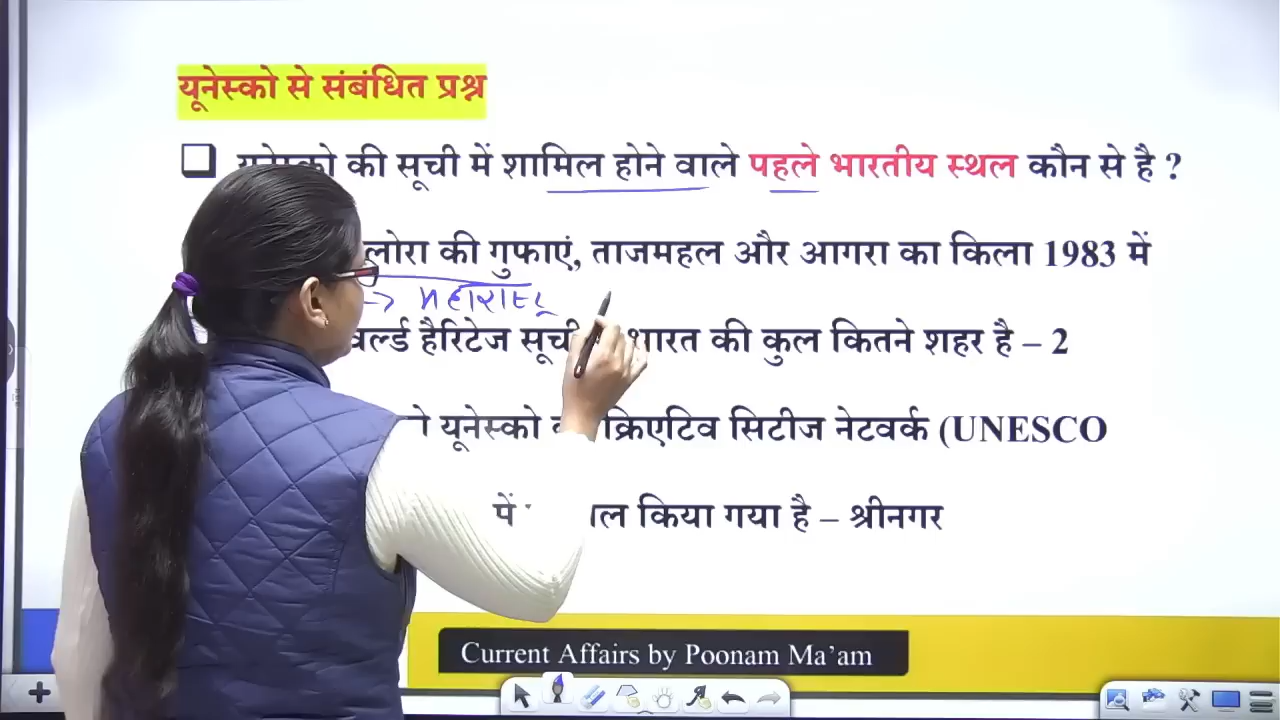 यूनेस्को से संबंधित प्रश्न
की सूची में शामिल होने वाले पहले भारतीय स्थल कौन से है ?
की गुफाएं, ताजमहल और आगरा का किला 1983 में
→ महाराष्ट्र
वर्ल्ड हैरिटेज भारत की कुल कितने शहर है – 2
यूनेस्को क्रिएटिव सिटीज नेटवर्क (UNESCO
किया गया है – श्रीनगर
Current Affairs by Poonam Ma’am